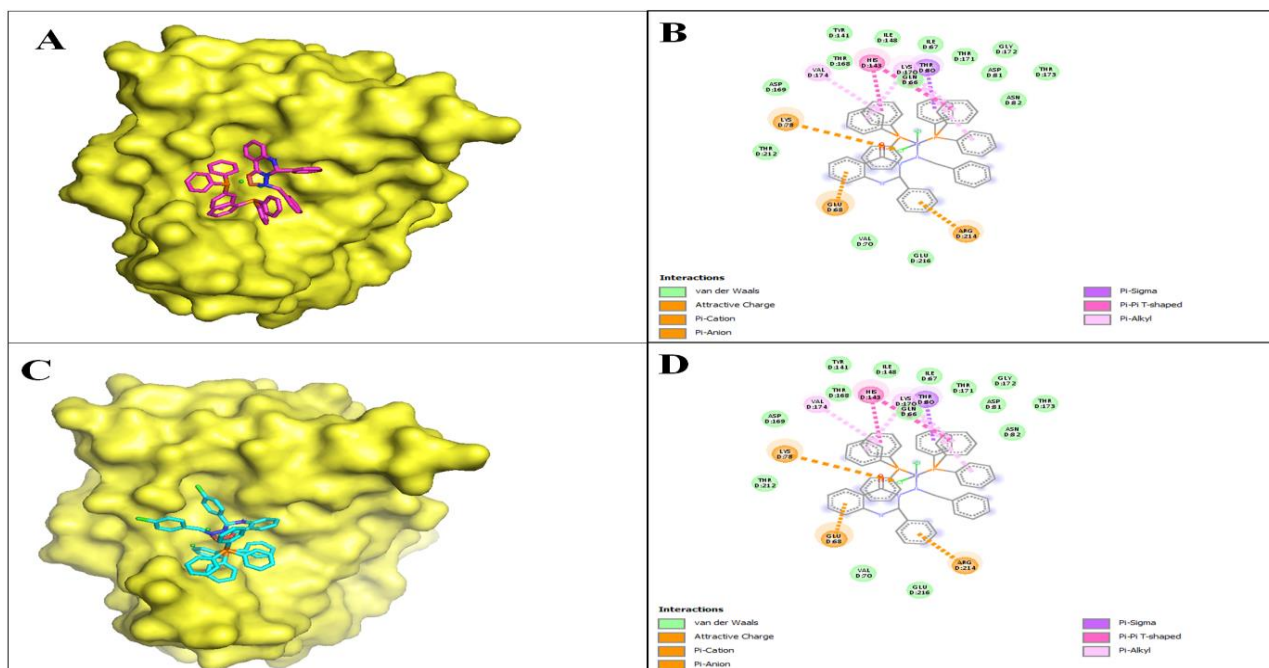 A
B
TYR
D:141
ILE
D:148
ILE
D:67
GLY
D:172
VAL
D:174
THR
D:168
HIS
D:143
LYS
D:170
THR
D:80
THR
D:171
ASP
D:81
THR
D:173
GLN
D:66
ASP
D:169
ASN
D:82
LYS
D:78
THR
D:212
GLU
D:68
ARG
D:214
VAL
D:70
GLU
D:216
Interactions
van der Waals
Attractive Charge
Pi-Cation
Pi-Anion
Pi-Sigma
Pi-Pi T-shaped
Pi-Alkyl
C
D
TYR
D:141
ILE
D:148
ILE
D:67
GLY
D:172
VAL
D:174
THR
D:168
HIS
D:143
LYS
D:170
THR
D:80
THR
D:171
ASP
D:81
THR
D:173
GLN
D:66
ASP
D:169
ASN
D:82
LYS
D:78
THR
D:212
GLU
D:68
ARG
D:214
VAL
D:70
GLU
D:216
Interactions
van der Waals
Attractive Charge
Pi-Cation
Pi-Anion
Pi-Sigma
Pi-Pi T-shaped
Pi-Alkyl